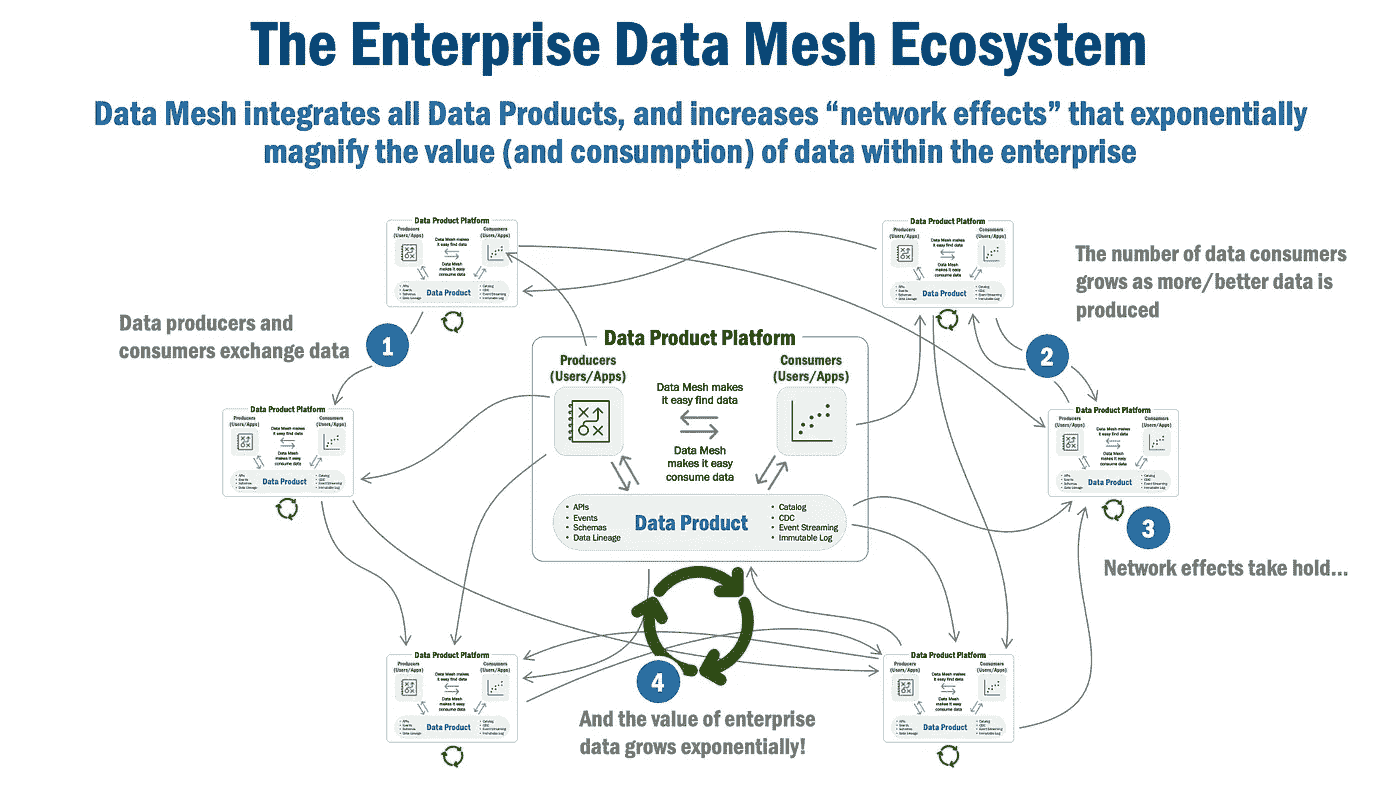 The Enterprise Data Mesh Ecosystem
Data Mesh integrates all Data Products, and increases “network effects” that exponentially
magnify the value (and consumption) of data within the enterprise
Data Product Platform
Producers
(Users/Apps)
Consumers
(Users/Apps)
Data Mesh makes
it easy find data
Data Mesh
makes it easy
consume data
• APIs
• Events
• Schemas
• Data Lineage
Data Product
• Catalog
• CDC
• Event Streaming
• Immutable Log
Data Product Platform
Producers
(Users/Apps)
Consumers
(Users/Apps)
Data Mesh makes
it easy find data
Data Mesh
makes it easy
consume data
• APIs
• Events
• Schemas
• Data Lineage
Data Product
• Catalog
• CDC
• Event Streaming
• Immutable Log
The number of data consumers
grows as more/better data is
produced
Data producers and
consumers exchange data
1
2
Data Product Platform
Producers
(Users/Apps)
Consumers
(Users/Apps)
Data Mesh makes
it easy find data
Data Mesh
makes it easy
consume data
• APIs
• Events
• Schemas
• Data Lineage
Data Product
• Catalog
• CDC
• Event Streaming
• Immutable Log
Data Product Platform
Producers
(Users/Apps)
Consumers
(Users/Apps)
Data Mesh makes
it easy find data
Data Mesh
makes it easy
consume data
• APIs
• Events
• Schemas
• Data Lineage
Data Product
• Catalog
• CDC
• Event Streaming
• Immutable Log
Data Product Platform
Producers
(Users/Apps)
Consumers
(Users/Apps)
Data Mesh makes
it easy find data
Data Mesh
makes it easy
consume data
• APIs
• Events
• Schemas
• Data Lineage
Data Product
• Catalog
• CDC
• Event Streaming
• Immutable Log
3
Network effects take hold...
Data Product Platform
Producers
(Users/Apps)
Consumers
(Users/Apps)
Data Mesh makes
it easy find data
Data Mesh
makes it easy
consume data
• APIs
• Events
• Schemas
• Data Lineage
Data Product
• Catalog
• CDC
• Event Streaming
• Immutable Log
4
And the value of enterprise
data grows exponentially!
Data Product Platform
Producers
(Users/Apps)
Consumers
(Users/Apps)
Data Mesh makes
it easy find data
Data Mesh
makes it easy
consume data
• APIs
• Events
• Schemas
• Data Lineage
Data Product
• Catalog
• CDC
• Event Streaming
• Immutable Log